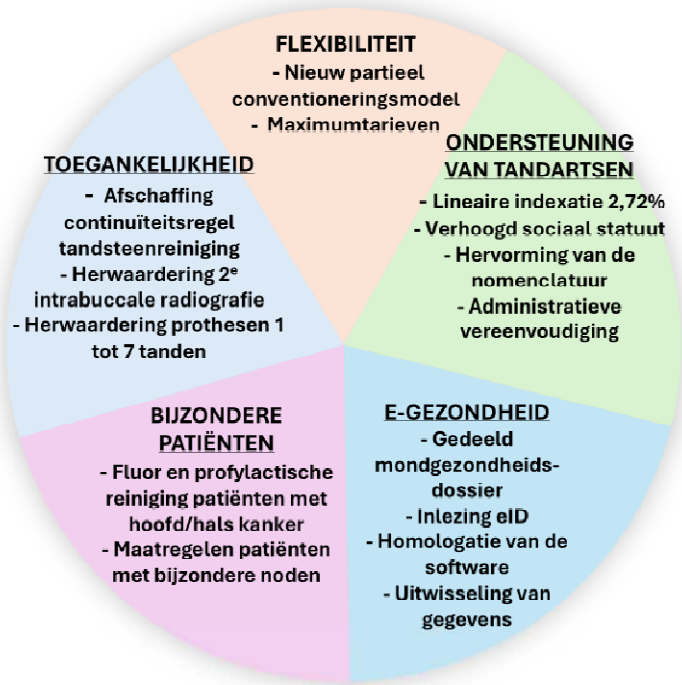 FLEXIBILITEIT
- Nieuw partieel
conventioneringsmodel
- Maximumtarieven
ONDERSTEUNING
VAN TANDARTSEN
- Lineaire indexatie 2,72%
- Verhoogd sociaal statuut
- Hervorming van de
nomenclatuur
- Administratieve
vereenvoudiging
E-GEZONDHEID
- Gedeeld
mondgezondheids-
dossier
- Inlezing eID
- Homologatie van de
software
- Uitwisseling van
gegevens
BIJZONDERE
PATIËNTEN
- Fluor en profylactische
reiniging patiënten met
hoofd/hals kanker
- Maatregelen patiënten
met bijzondere noden
TOEGANKELIJKHEID
- Afschaffing
continuïteitsregel
tandsteenreiniging
- Herwaardering 2ᵉ
intrabuccale radiografie
- Herwaardering prothesen 1
tot 7 tanden